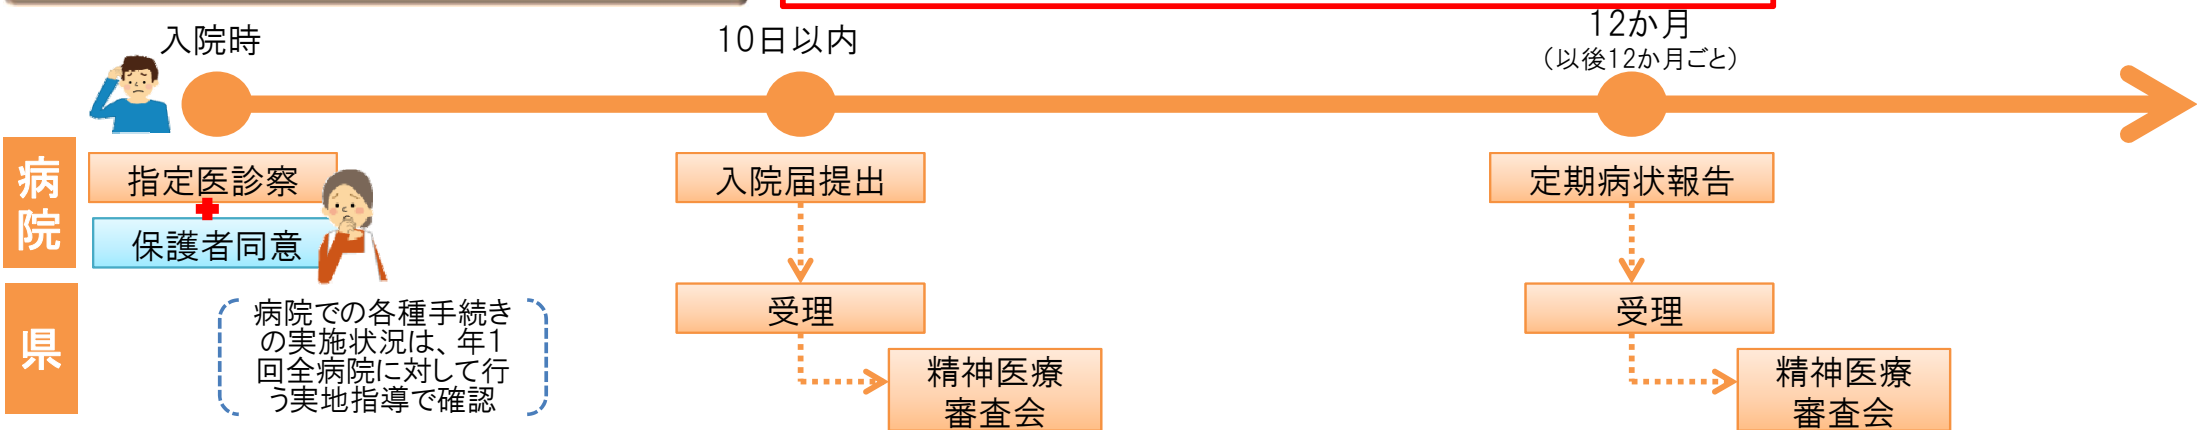 入院時
10日以内
12か月
（以後12か月ごと）
病院
指定医診察
保護者同意
入院届提出
定期病状報告
県
病院での各種手続き
の実施状況は、年1
回全病院に対して行
う実地指導で確認
受理
精神医療
審査会
受理
精神医療
審査会